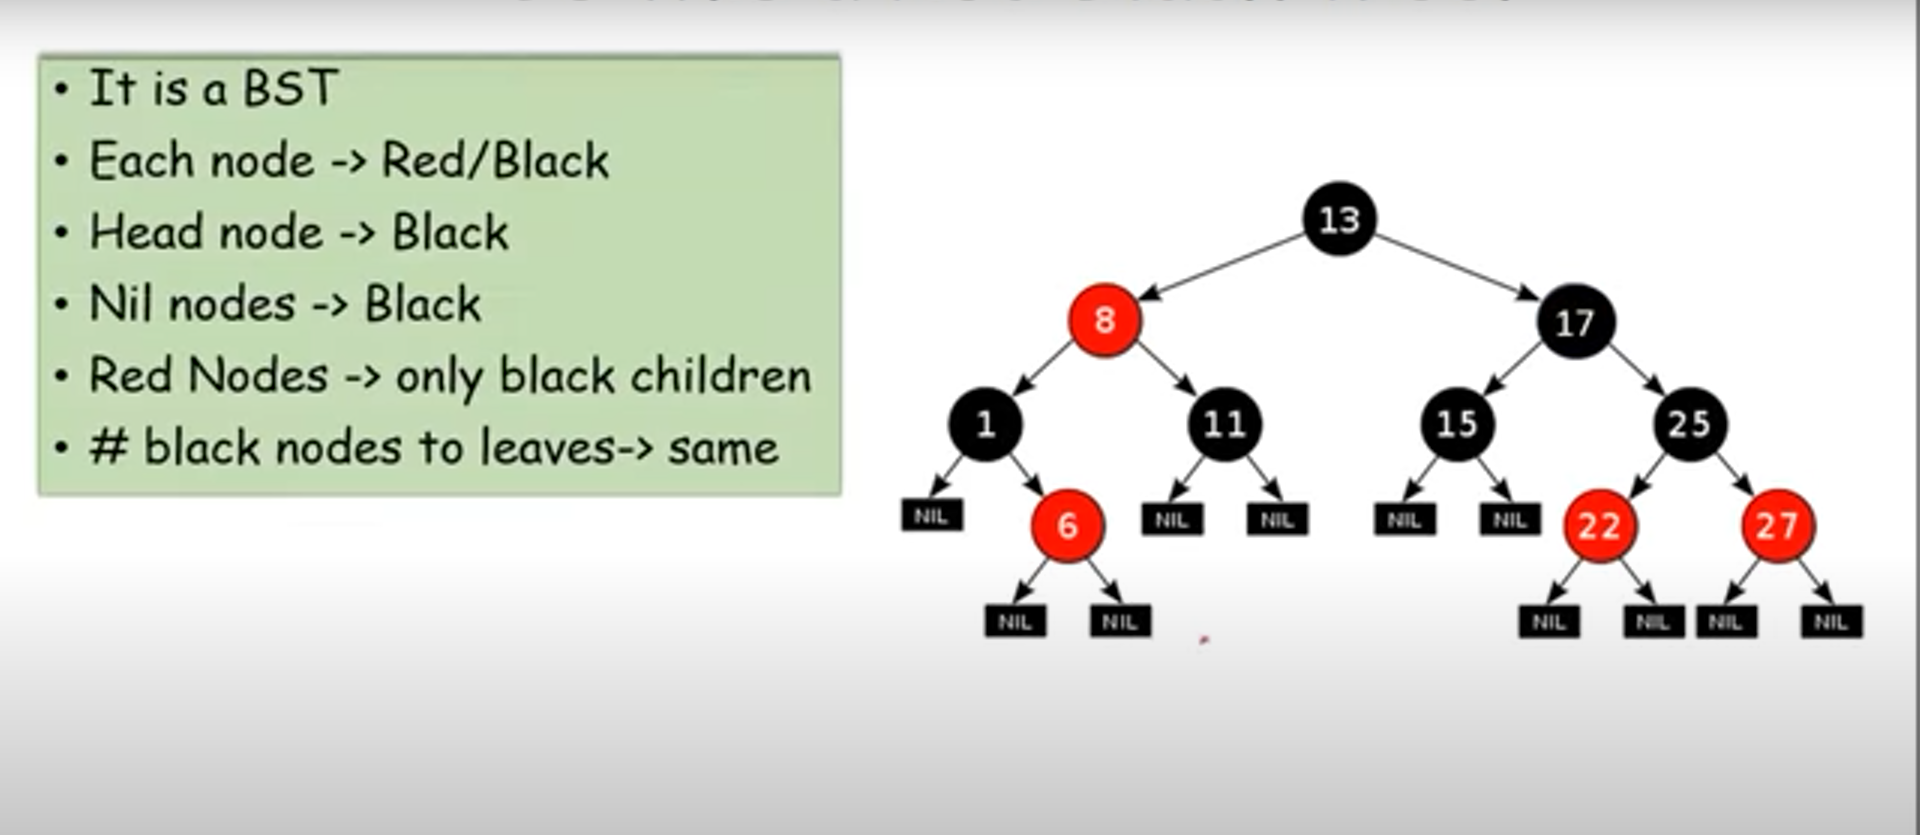 • It is a BST
• Each node -> Red/Black
• Head node -> Black
• Nil nodes -> Black
• Red Nodes -> only black children
• # black nodes to leaves-> same
13
8 17
1 11 15 25
NIL 6 NIL NIL NIL NIL 22 27
NIL NIL NIL NIL NIL NIL